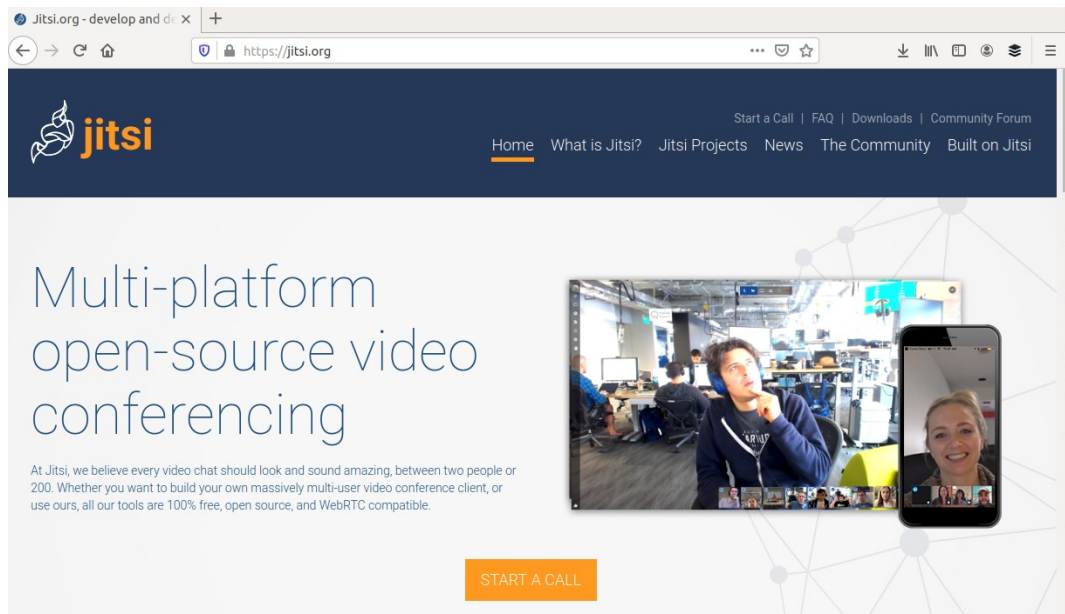 Jitsi.org - develop and de
https://jitsi.org
jitsi
Start a Call | FAQ | Downloads | Community Forum
Home What is Jitsi? Jitsi Projects News The Community Built on Jitsi
Multi-platform
open-source video
conferencing
At Jitsi, we believe every video chat should look and sound amazing, between two people or
200. Whether you want to build your own massively multi-user video conference client, or
use ours, all our tools are 100% free, open source, and WebRTC compatible.
START A CALL